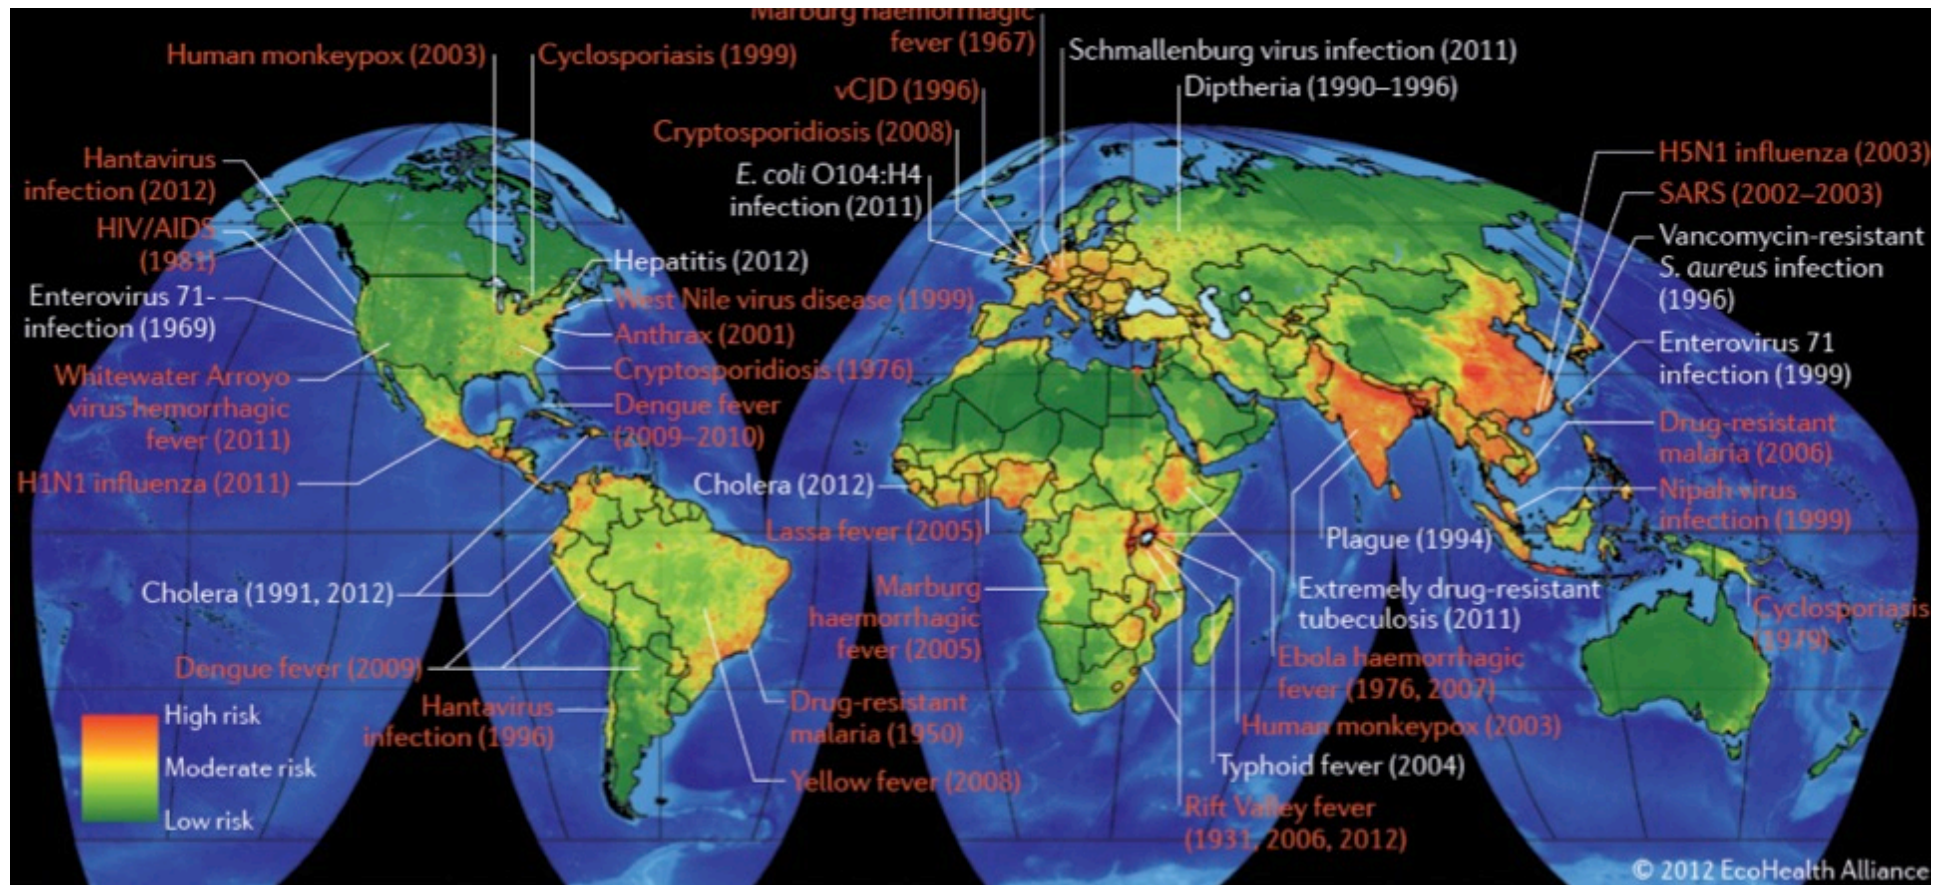 Marburg haemorrhagic
fever (1967)
Human monkeypox (2003)
Cyclosporiasis (1999)
Schmallenburg virus infection (2011)
vCJD (1996)
Diptheria (1990–1996)
Cryptosporidiosis (2008)
E. coli O104:H4
infection (2011)
Hantavirus
infection (2012)
HIV/AIDS
(1981)
Enterovirus 71-
infection (1969)
Whitewater Arroyo
virus hemorrhagic
fever (2011)
H1N1 influenza (2011)
Hepatitis (2012)
West Nile virus disease (1999)
Anthrax (2001)
Cryptosporidiosis (1976)
Dengue fever
(2009–2010)
H5N1 influenza (2003)
SARS (2002–2003)
Vancomycin-resistant
S. aureus infection
(1996)
Enterovirus 71
infection (1999)
Drug-resistant
malaria (2006)
Nipah virus
infection (1999)
Cholera (2012)
Lassa fever (2005)
Plague (1994)
Cholera (1991, 2012)
Marburg
haemorrhagic
fever (2005)
Extremely drug-resistant
tubeculosis (2011)
Cyclosporiasis
(1979)
Dengue fever (2009)
Ebola haemorrhagic
fever (1976, 2007)
Hantavirus
infection (1996)
Drug-resistant
malaria (1950)
Human monkeypox (2003)
Yellow fever (2008)
Typhoid fever (2004)
Rift Valley fever
(1931, 2006, 2012)
High risk
Moderate risk
Low risk
© 2012 EcoHealth Alliance